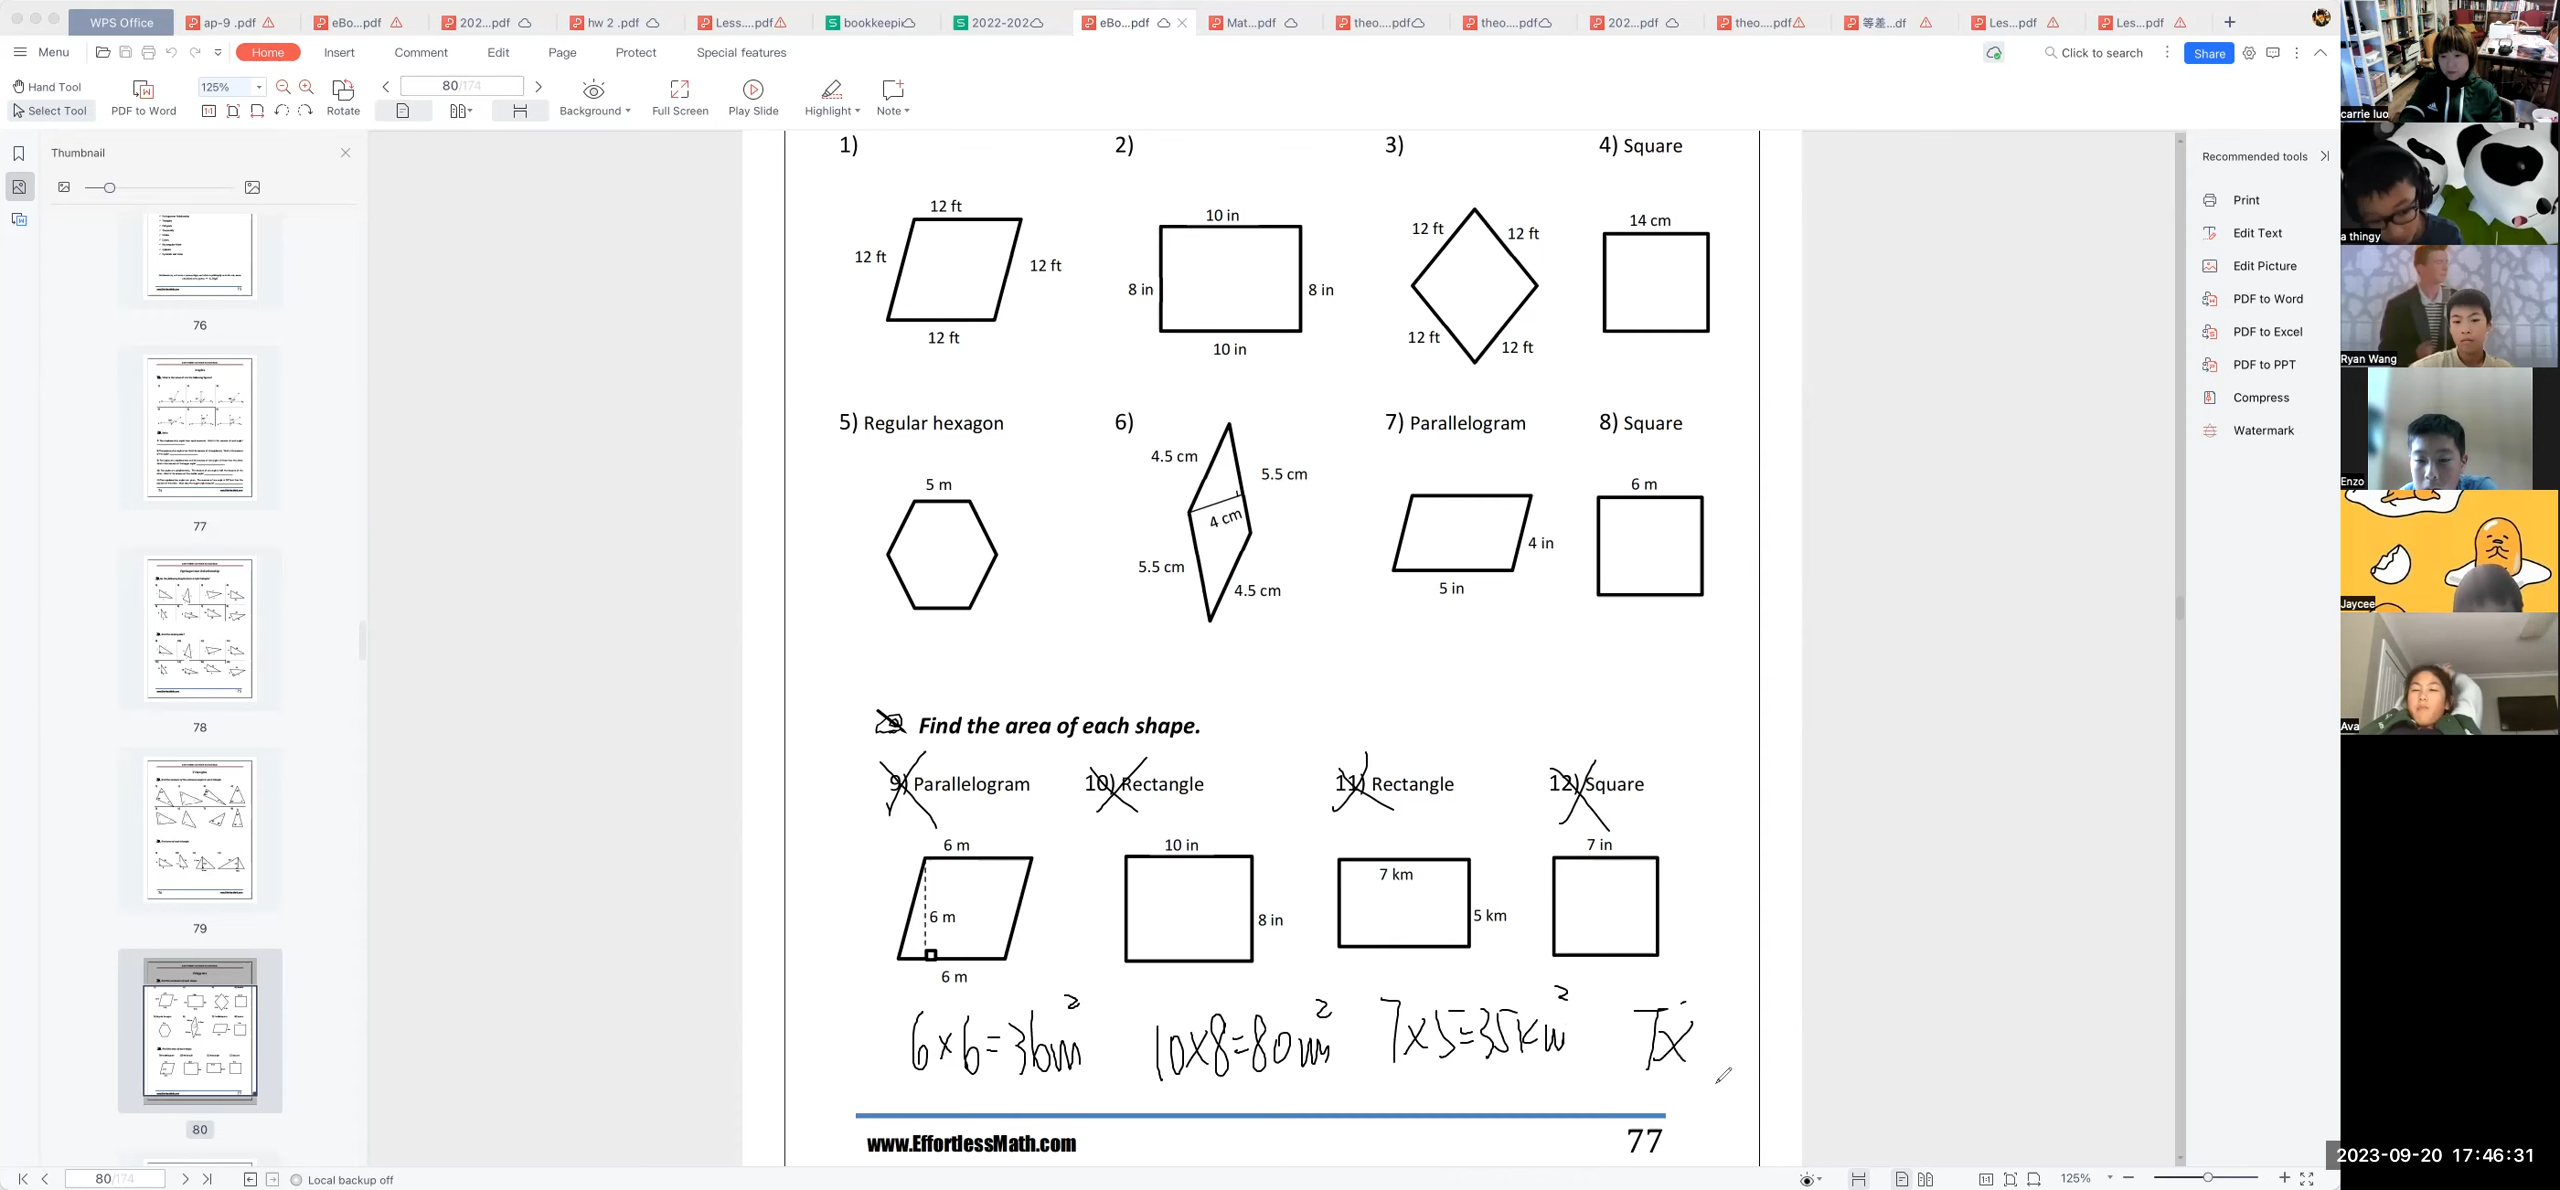 WPS Office ap-9 .pdf eBo...pdf 202...pdf hw 2 .pdf Less....pdf bookkeepi 2022-202 eBo...pdf Mat...pdf theo....pdf theo....pdf 202...pdf theo....pdf 等差...df Les...pdf Les...pdf
Menu Home Insert Comment Edit Page Protect Special features Click to search Share
Hand Tool 125% 80/174
Select Tool PDF to Word Rotate Background Full Screen Play Slide Highlight Note
Thumbnail
76
77
78
79
80
1) 2) 3) 4) Square
12 ft 12 ft 12 ft 12 ft
10 in 8 in 8 in 10 in
12 ft 12 ft 12 ft 12 ft
14 cm
5) Regular hexagon 6) 7) Parallelogram 8) Square
5 m
4.5 cm 5.5 cm 4 cm 5.5 cm 4.5 cm
4 in 5 in
6 m
Find the area of each shape.
9) Parallelogram 10) Rectangle 11) Rectangle 12) Square
6 m 6 m 6 m
10 in 8 in
7 km 5 km
7 in
6×6=36m² 7×5=35km² 7×
www.EffortlessMath.com 77
Recommended tools
Print
Edit Text
Edit Picture
PDF to Word
PDF to Excel
PDF to PPT
Compress
Watermark
carrie luo
a thingy
Ryan Wang
Enzo
Jaycee
Ava
2023-09-20 17:46:31
80/174 Local backup off 125%